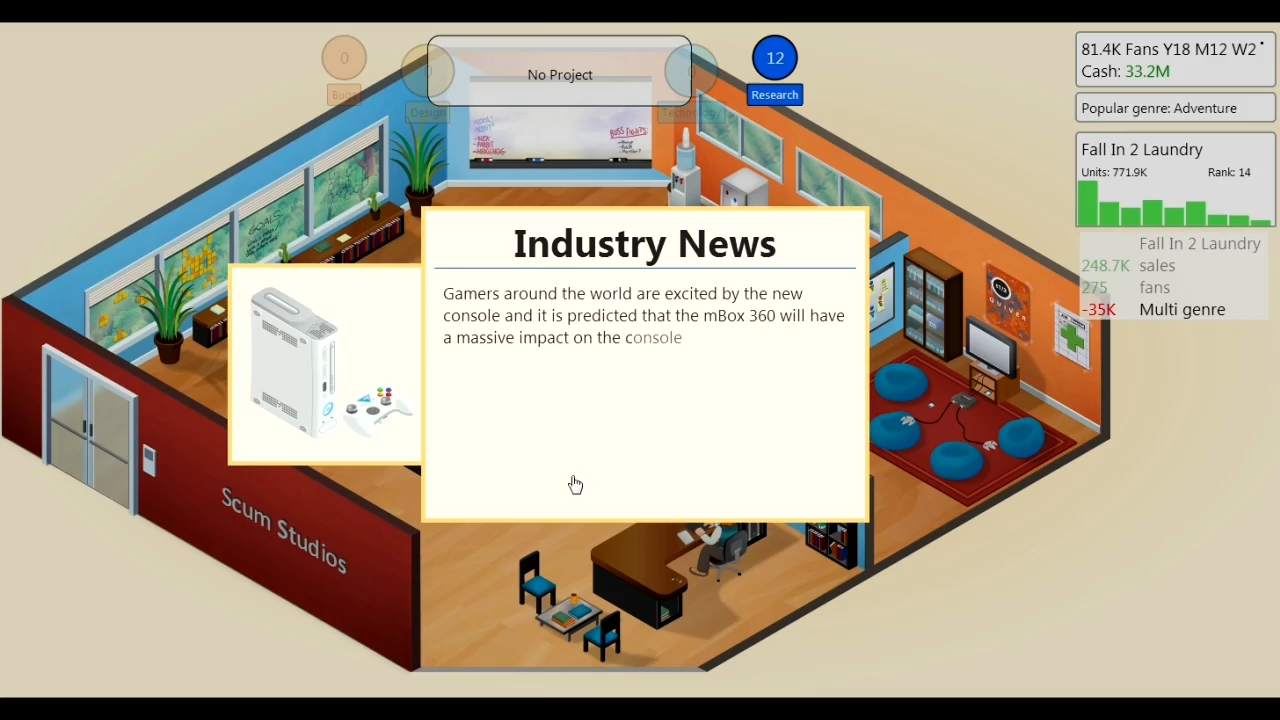 0
Bugs
Design
No Project
Technology
12
Research
81.4K Fans Y18 M12 W2
Cash: 33.2M
Popular genre: Adventure
Fall In 2 Laundry
Units: 771.9K Rank: 14
Fall In 2 Laundry
248.7K sales
275 fans
-35K Multi genre
BOSS FIGHTS:
GOALS
Industry News
Gamers around the world are excited by the new
console and it is predicted that the mBox 360 will have
a massive impact on the console
Scum Studios